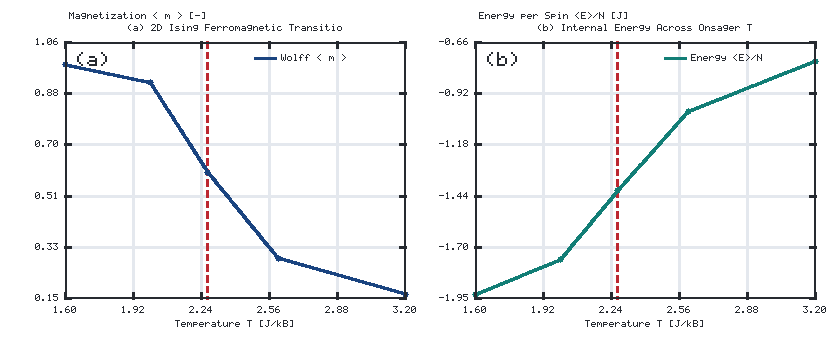 Magnetization < m > [-]
(a) 2D Ising Ferromagnetic Transitio
(a)
Wolff < m >
1.06
0.88
0.70
0.51
0.33
0.15
1.60 1.92 2.24 2.56 2.88 3.20
Temperature T [J/kB]
Energy per Spin <E>/N [J]
(b) Internal Energy Across Onsager T
(b)
Energy <E>/N
-0.66
-0.92
-1.18
-1.44
-1.70
-1.95
1.60 1.92 2.24 2.56 2.88 3.20
Temperature T [J/kB]